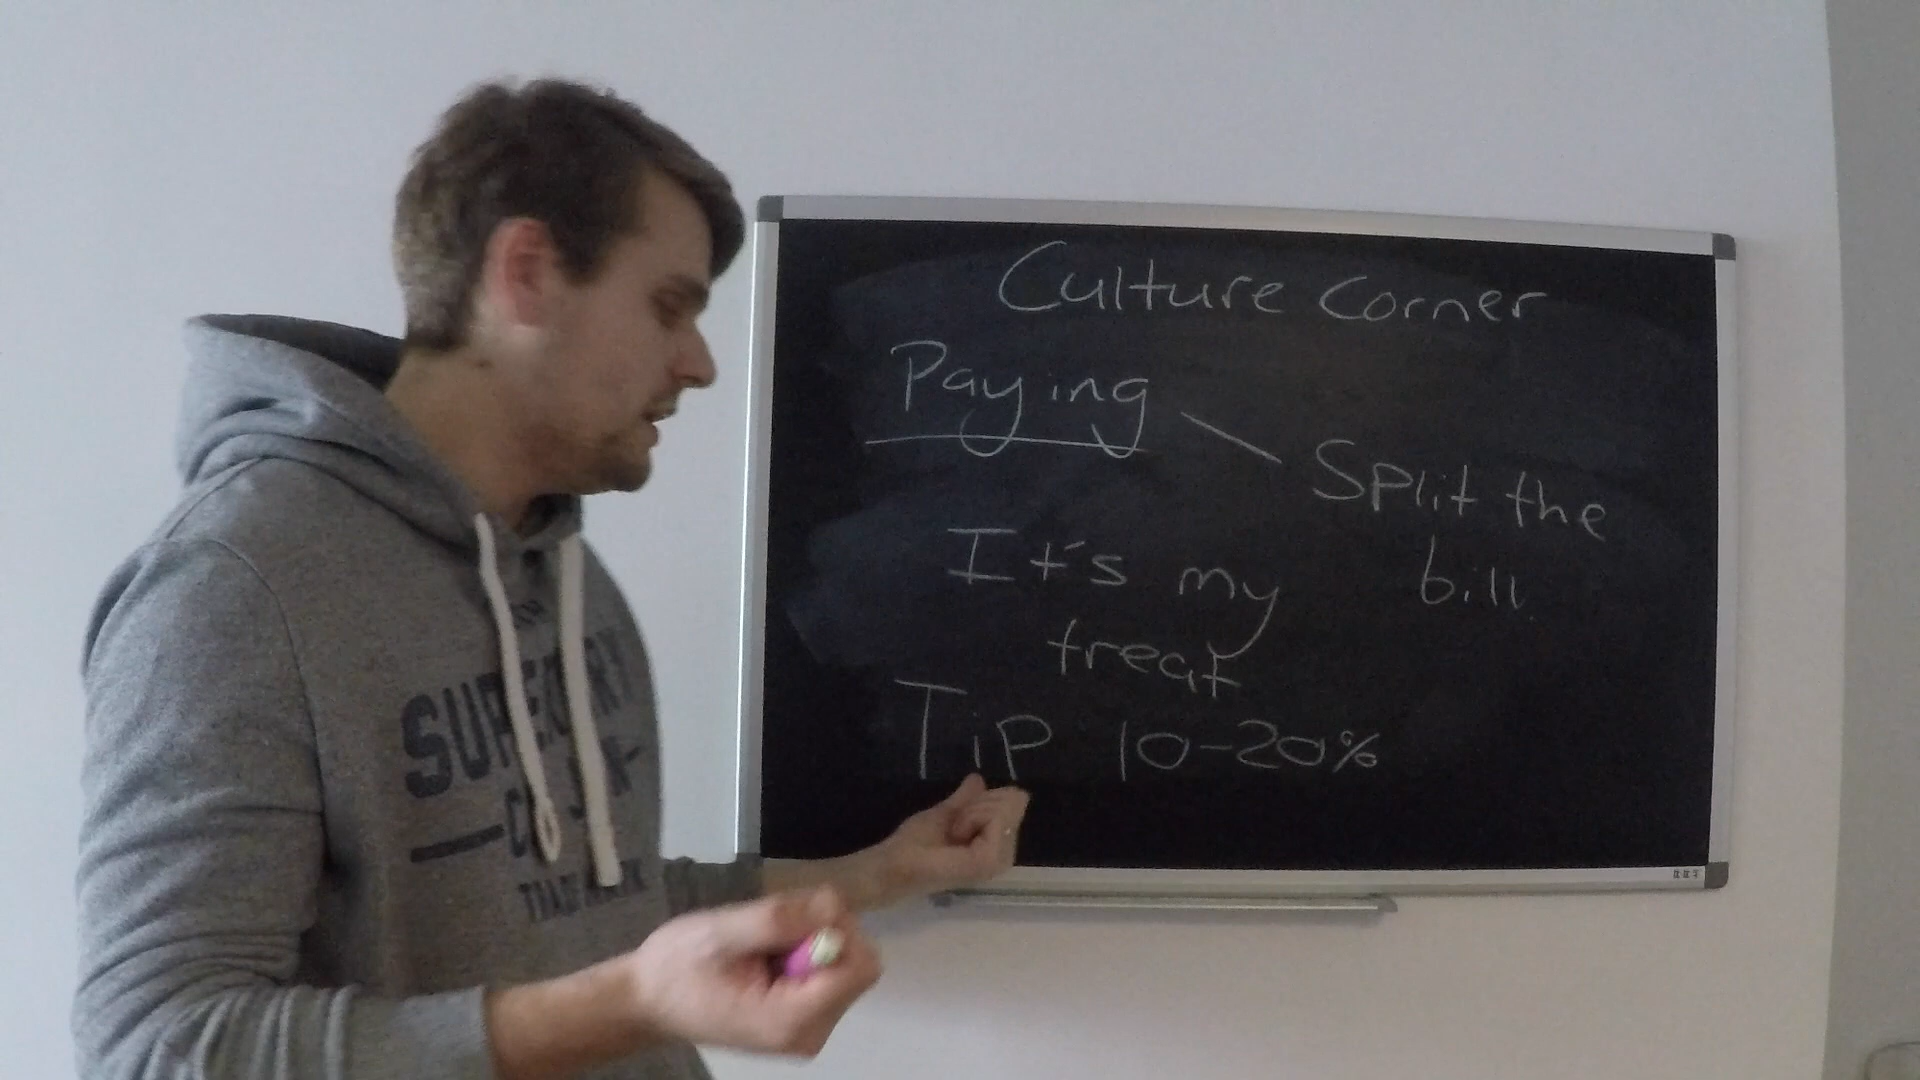 Culture Corner
Paying
Split the
bill
It's my
treat
Tip 10-20%